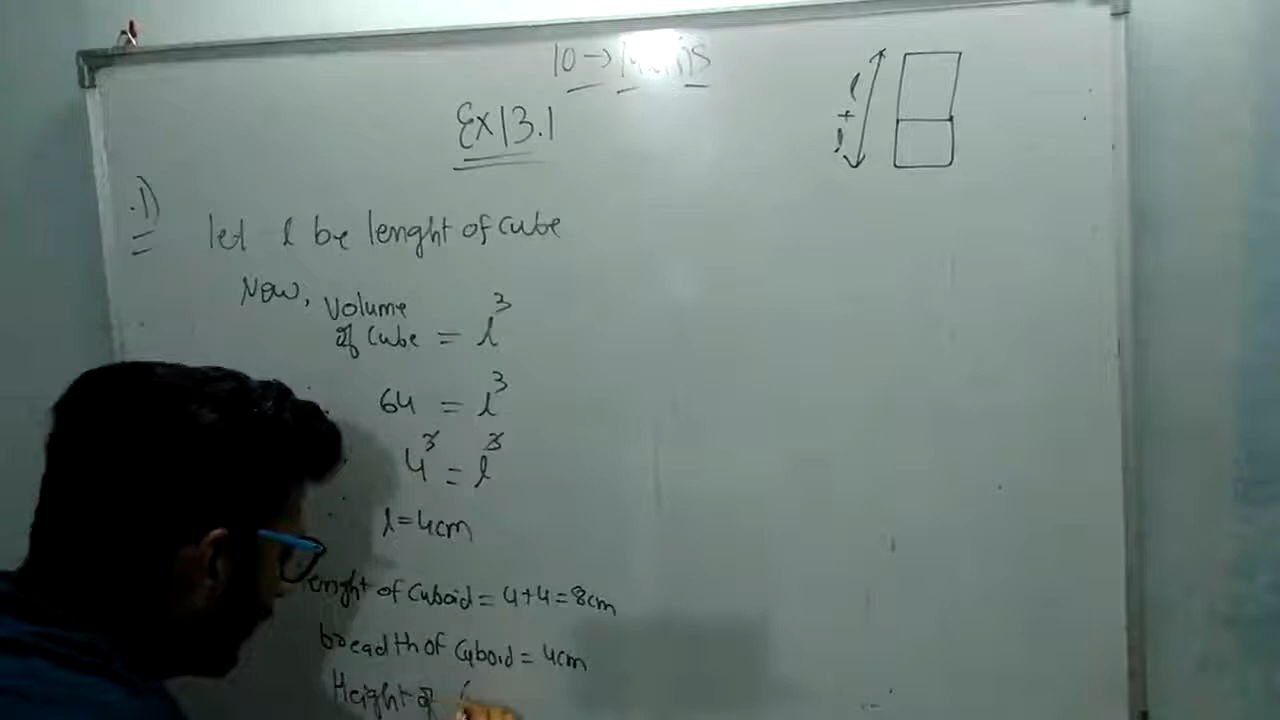 10 →
Ex 13.1
l + l
.1) let l be lenght of cube
Now, Volume
of Cube = l³
64 = l³
4³ = l³
l = 4cm
lenght of Cuboid = 4+4 = 8cm
breadth of Cuboid = 4cm
Height of